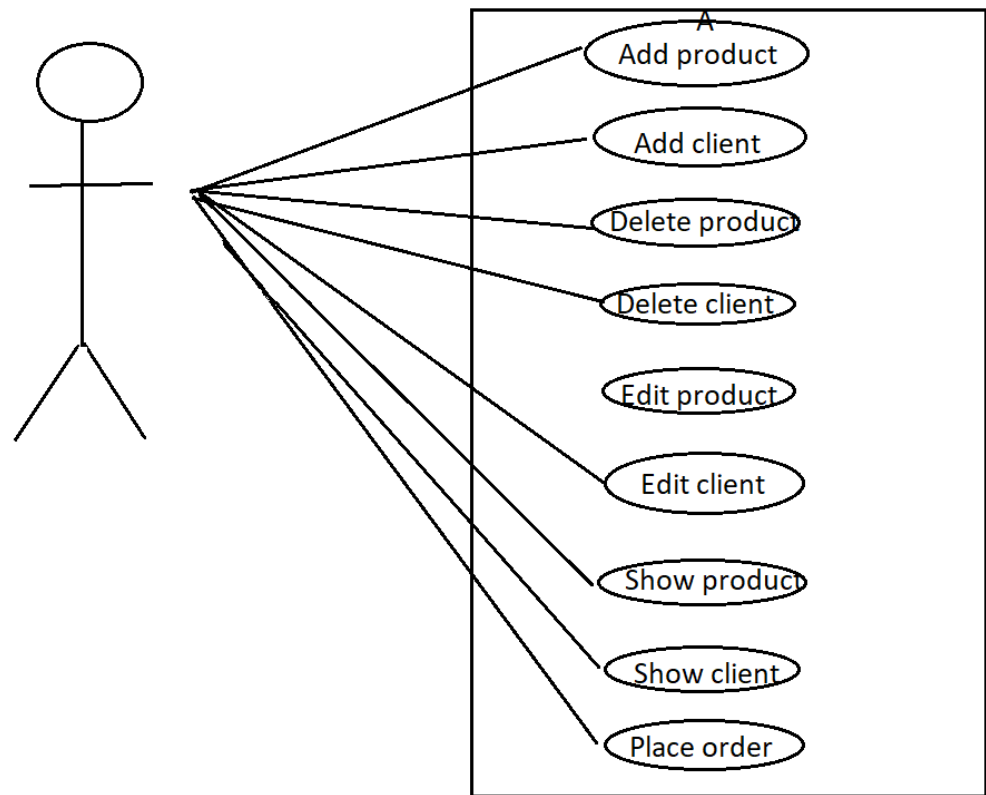 A
Add product
Add client
Delete product
Delete client
Edit product
Edit client
Show product
Show client
Place order